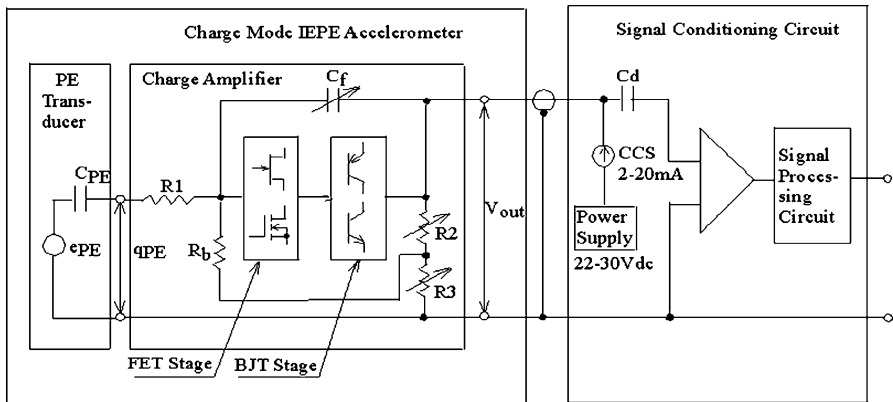 Charge Mode IEPE Accelerometer
Signal Conditioning Circuit
PE
Trans-
ducer
Charge Amplifier
Cf
Cd
CPE
R1
CCS
2-20mA
Signal
Proces-
sing
Circuit
Vout
Power
Supply
22-30Vdc
ePE
qPE
Rb
R2
R3
FET Stage
BJT Stage